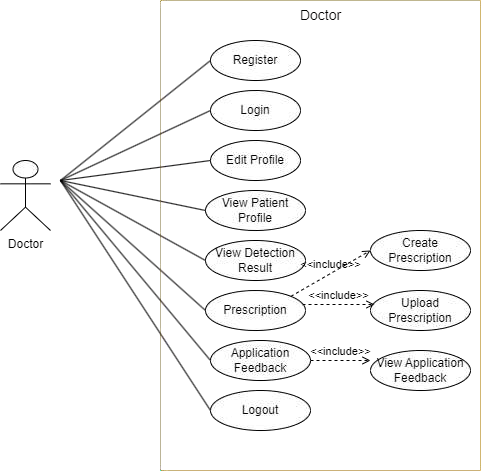 Doctor
Register
Login
Edit Profile
View Patient
Profile
View Detection
Result
<<include>>
Create
Prescription
Prescription
<<include>>
Upload
Prescription
Application
Feedback
<<include>>
View Application
Feedback
Logout
Doctor